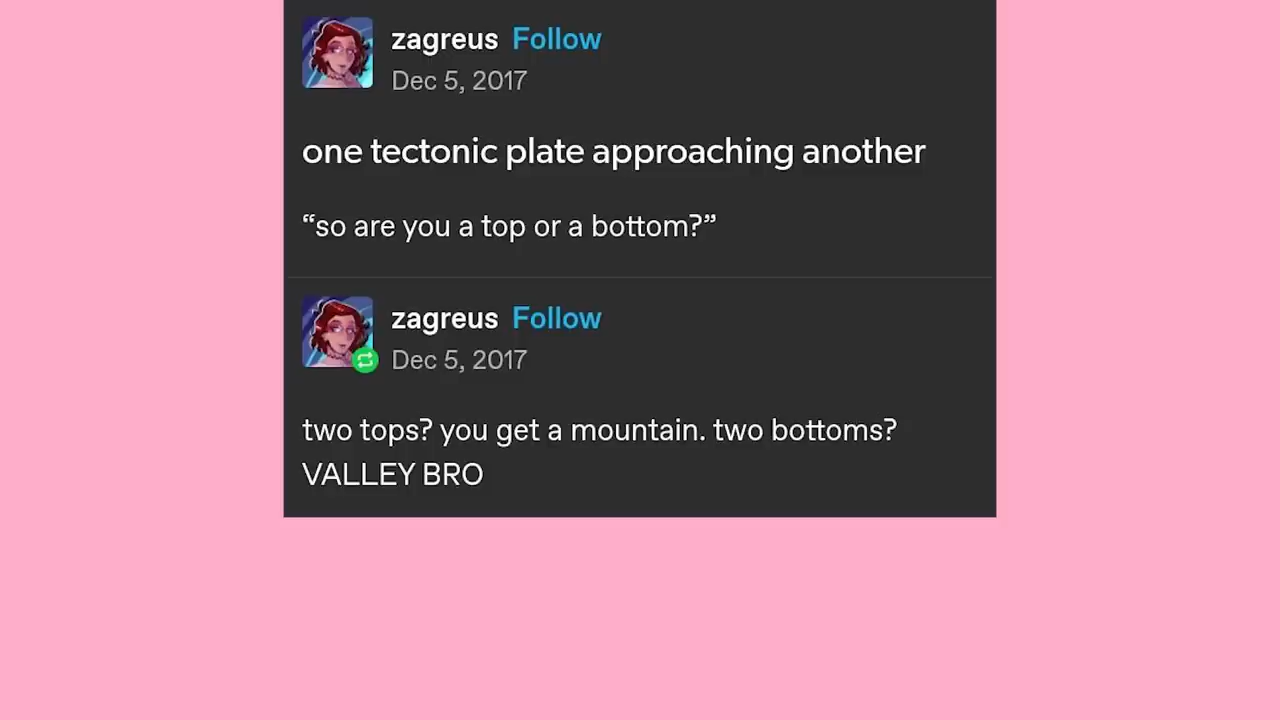 zagreus Follow
Dec 5, 2017
one tectonic plate approaching another
“so are you a top or a bottom?”
zagreus Follow
Dec 5, 2017
two tops? you get a mountain. two bottoms?
VALLEY BRO